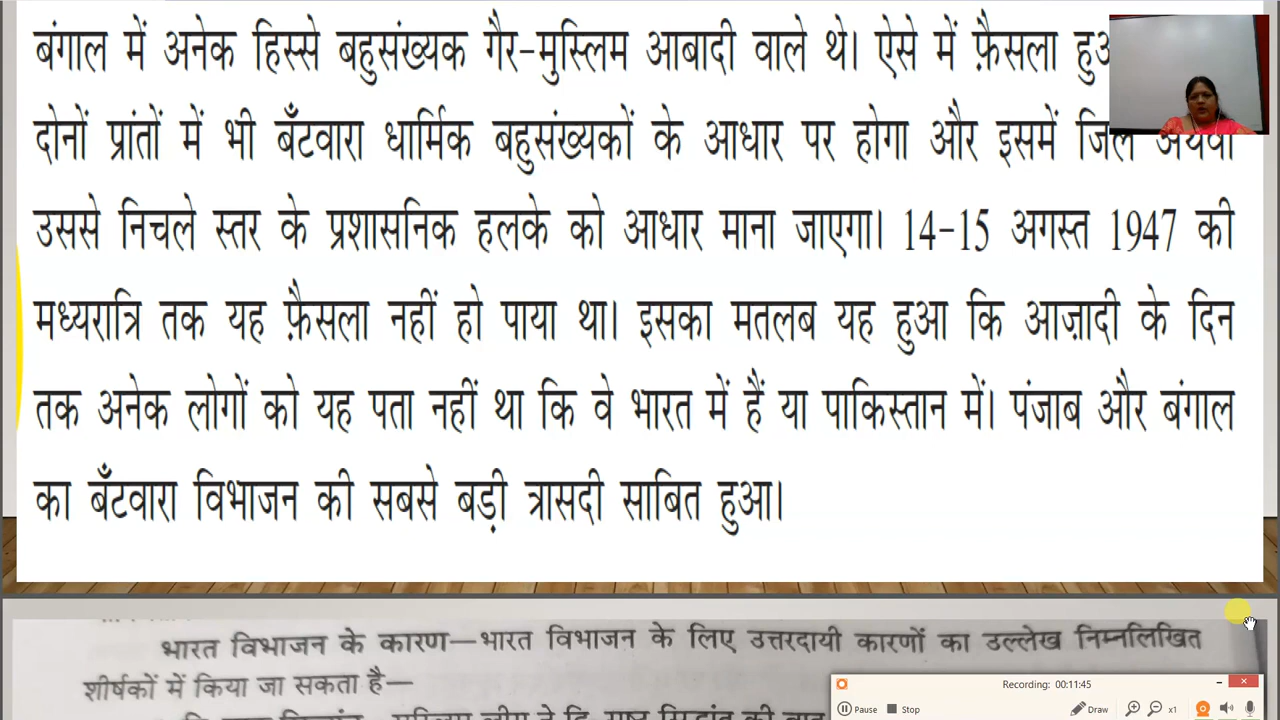 बंगाल में अनेक हिस्से बहुसंख्यक गैर-मुस्लिम आबादी वाले थे। ऐसे में फ़ैसला
दोनों प्रांतों में भी बँटवारा धार्मिक बहुसंख्यकों के आधार पर होगा और इसमें
उससे निचले स्तर के प्रशासनिक हलके को आधार माना जाएगा। 14-15 अगस्त 1947 की
मध्यरात्रि तक यह फ़ैसला नहीं हो पाया था। इसका मतलब यह हुआ कि आज़ादी के दिन
तक अनेक लोगों को यह पता नहीं था कि वे भारत में हैं या पाकिस्तान में। पंजाब और बंगाल
का बँटवारा विभाजन की सबसे बड़ी त्रासदी साबित हुआ।
भारत विभाजन के कारण—भारत विभाजन के लिए उत्तरदायी कारणों का उल्लेख निम्नलिखित
शीर्षकों में किया जा सकता है—
Recording: 00:11:45
Pause Stop Draw x1